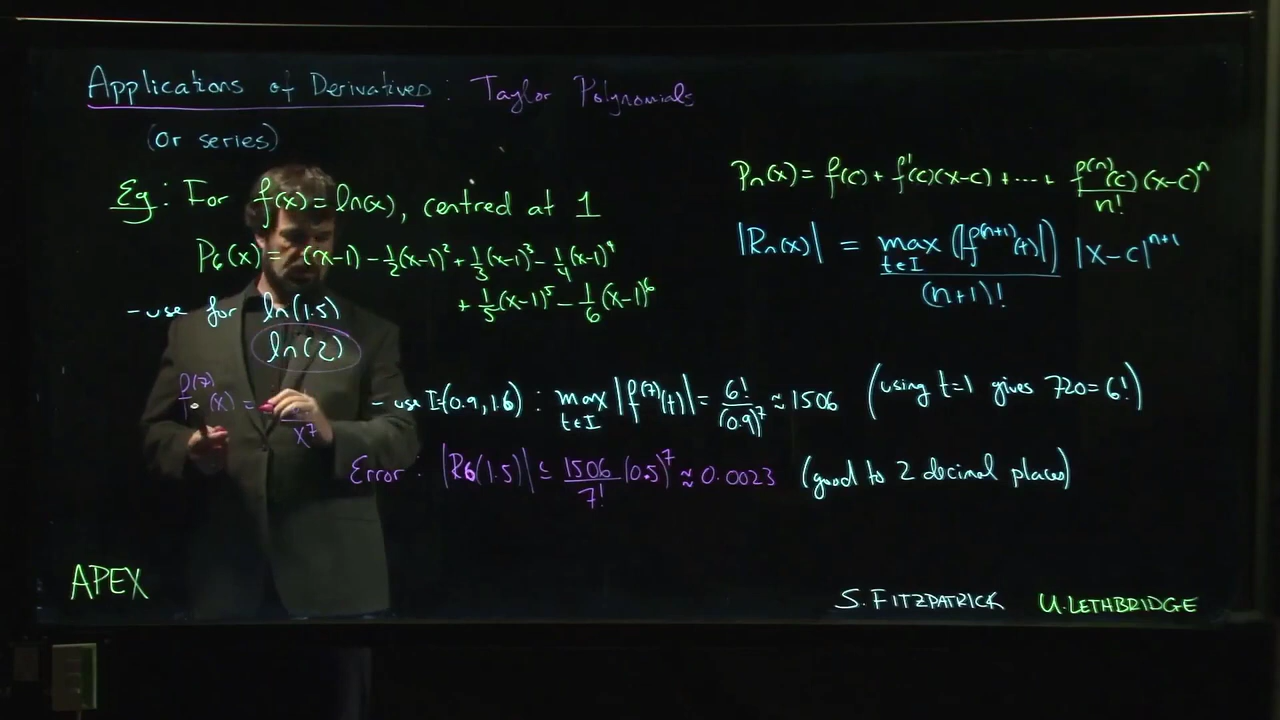 Applications of Derivatives : Taylor Polynomials
(or series)
Eg: For f(x) = ln(x), centred at 1
P₆(x) = (x-1) - 1/2(x-1)² + 1/3(x-1)³ - 1/4(x-1)⁴
+ 1/5(x-1)⁵ - 1/6(x-1)⁶
- use for ln(1.5)
ln(2)
Pn(x) = f(c) + f'(c)(x-c) + ... + f⁽ⁿ⁾(c)/n! (x-c)ⁿ
|Rn(x)| = max t∈I (|f⁽ⁿ⁺¹⁾(t)|)/(n+1)! |x-c|ⁿ⁺¹
f⁽⁷⁾(x) = x⁷
- use I=(0.9, 1.6) : max t∈I |f⁽⁷⁾(t)| = 6!/(0.9)⁷ ≈ 1506 (using t=1 gives 720 = 6!)
Error : |R₆(1.5)| ≤ 1506/7! (0.5)⁷ ≈ 0.0023 (good to 2 decimal places)
APEX
S. FITZPATRICK U. LETHBRIDGE